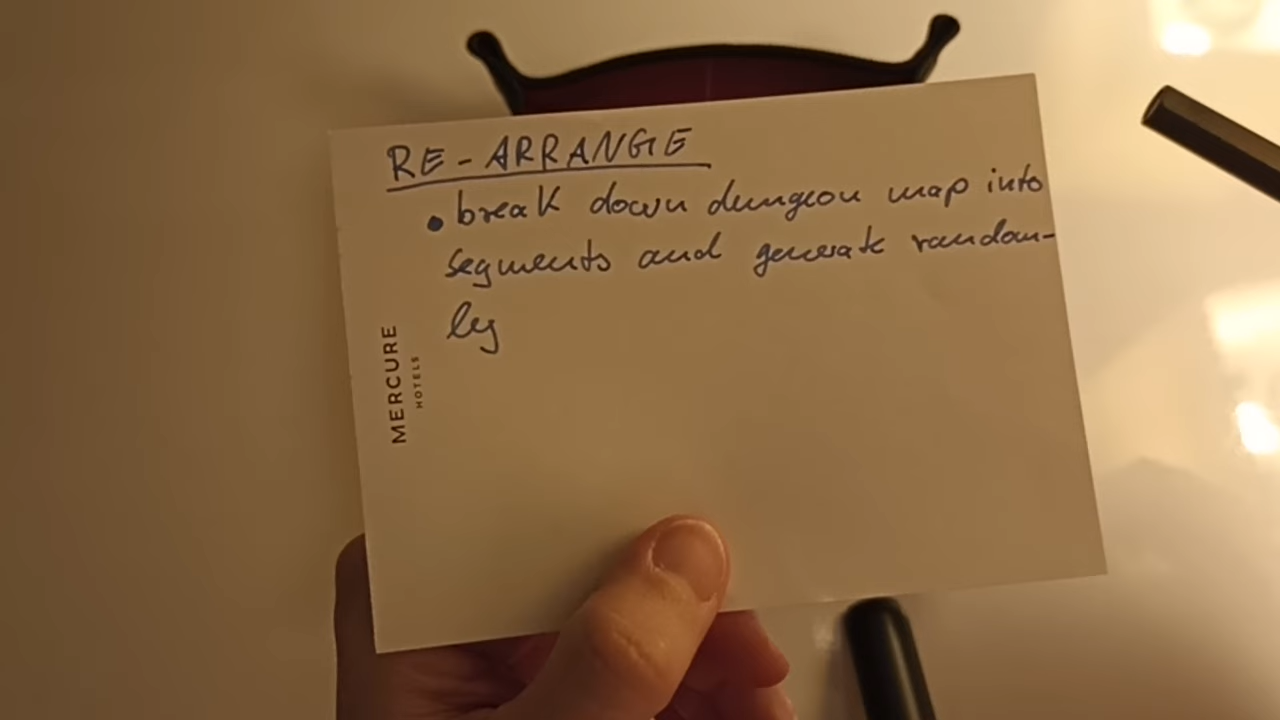 RE-ARRANGE
• break down dungeon map into
segments and generate random-
ly
MERCURE
HOTELS